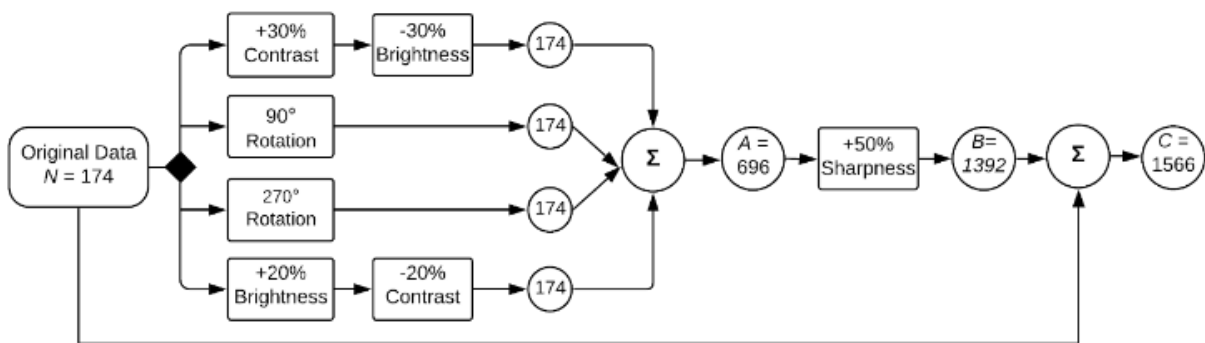 +30%
Contrast
-30%
Brightness
174
90°
Rotation
174
Original Data
N = 174
Σ
A =
696
+50%
Sharpness
B=
1392
Σ
C =
1566
270°
Rotation
174
+20%
Brightness
-20%
Contrast
174